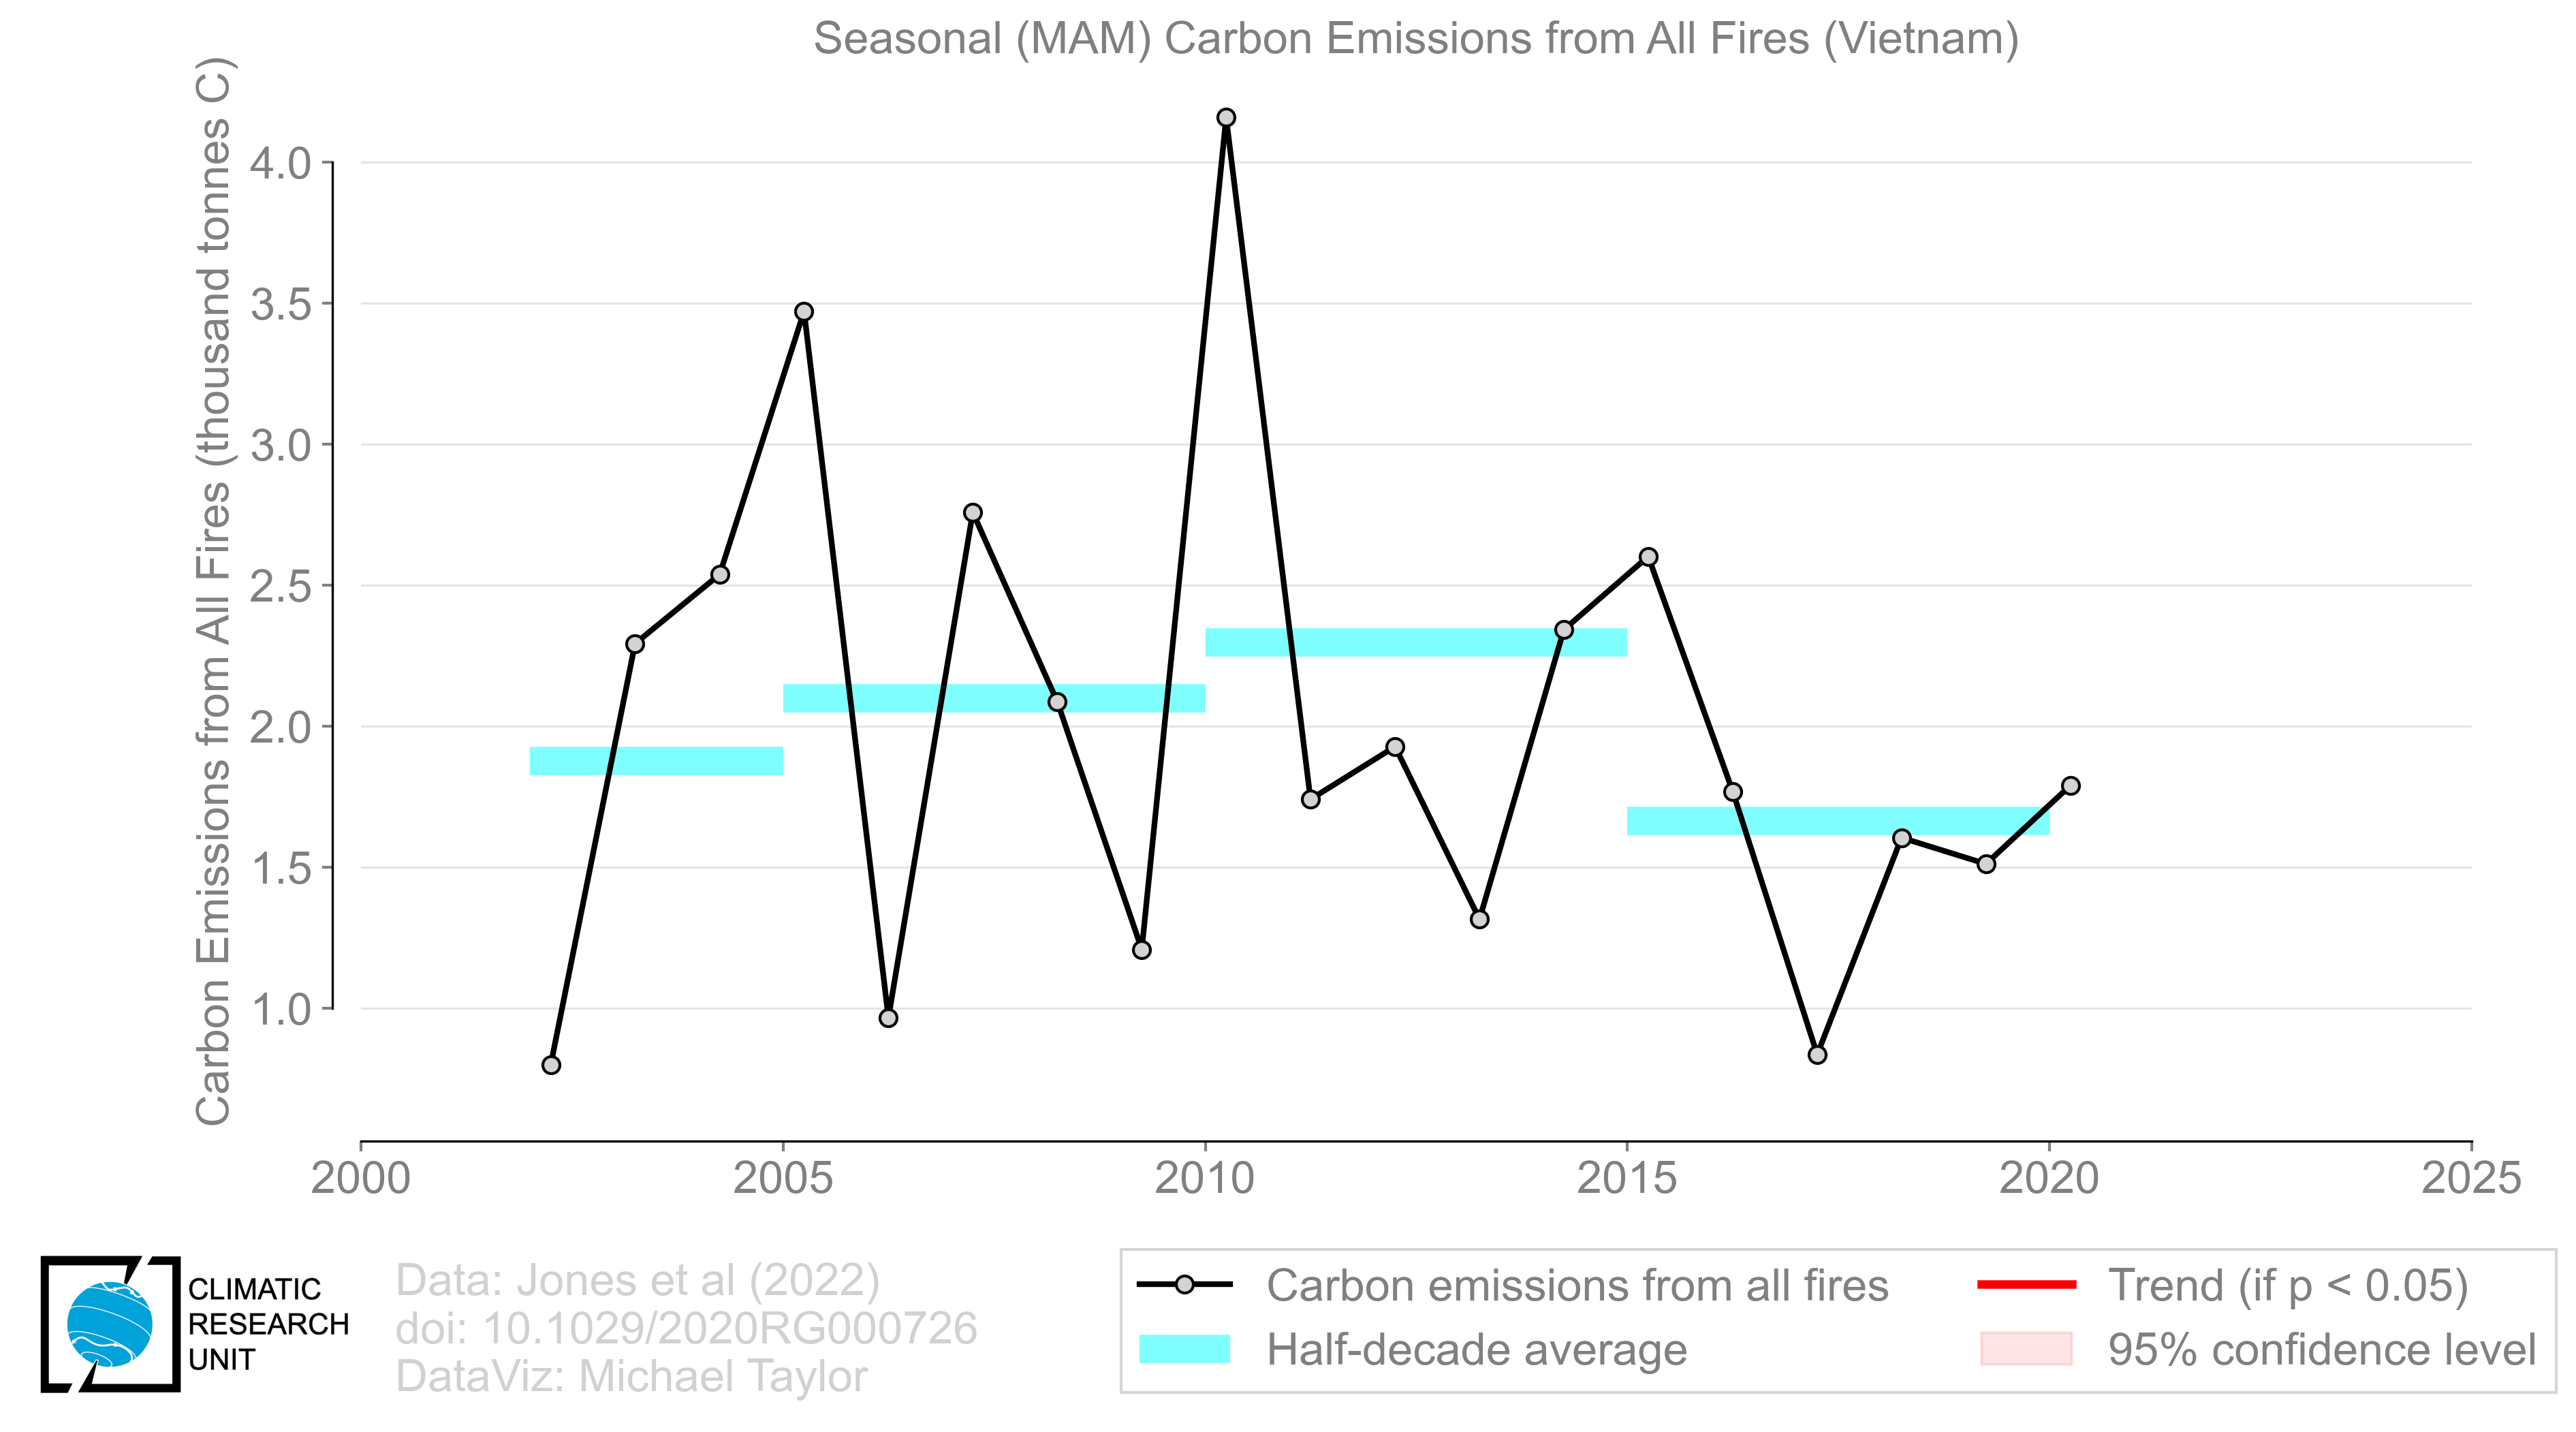 Seasonal (MAM) Carbon Emissions from All Fires (Vietnam)
Carbon Emissions from All Fires (thousand tonnes C)
4.0
3.5
3.0
2.5
2.0
1.5
1.0
2000
2005
2010
2015
2020
2025
CLIMATIC
RESEARCH
UNIT
Data: Jones et al (2022)
doi: 10.1029/2020RG000726
DataViz: Michael Taylor
Carbon emissions from all fires
Half-decade average
Trend (if p < 0.05)
95% confidence level